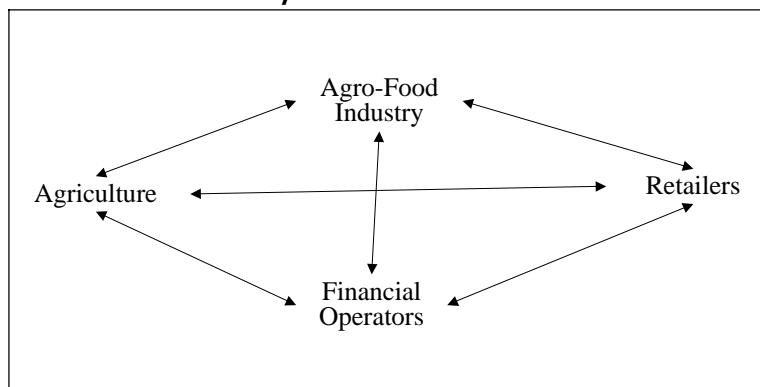 Agro-Food
Industry
Agriculture
Retailers
Financial
Operators